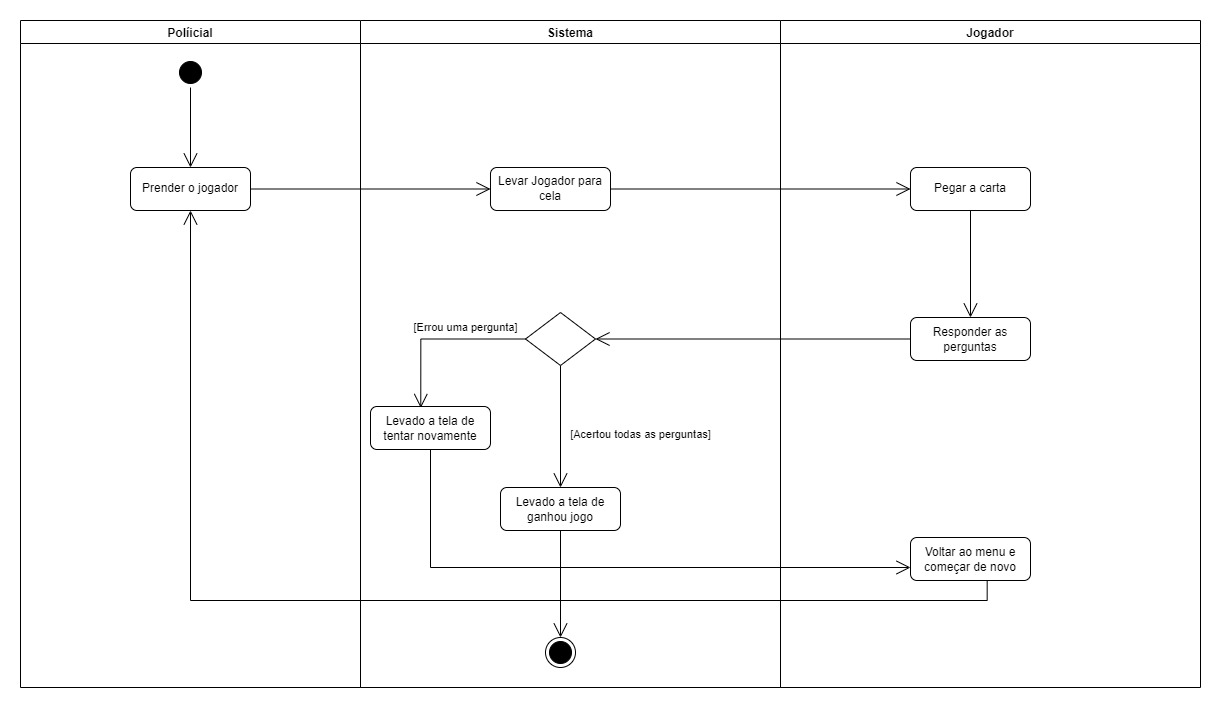 Políicial
Sistema
Jogador
Prender o jogador
Levar Jogador para
cela
Pegar a carta
[Errou uma pergunta]
Responder as
perguntas
Levado a tela de
tentar novamente
[Acertou todas as perguntas]
Levado a tela de
ganhou jogo
Voltar ao menu e
começar de novo